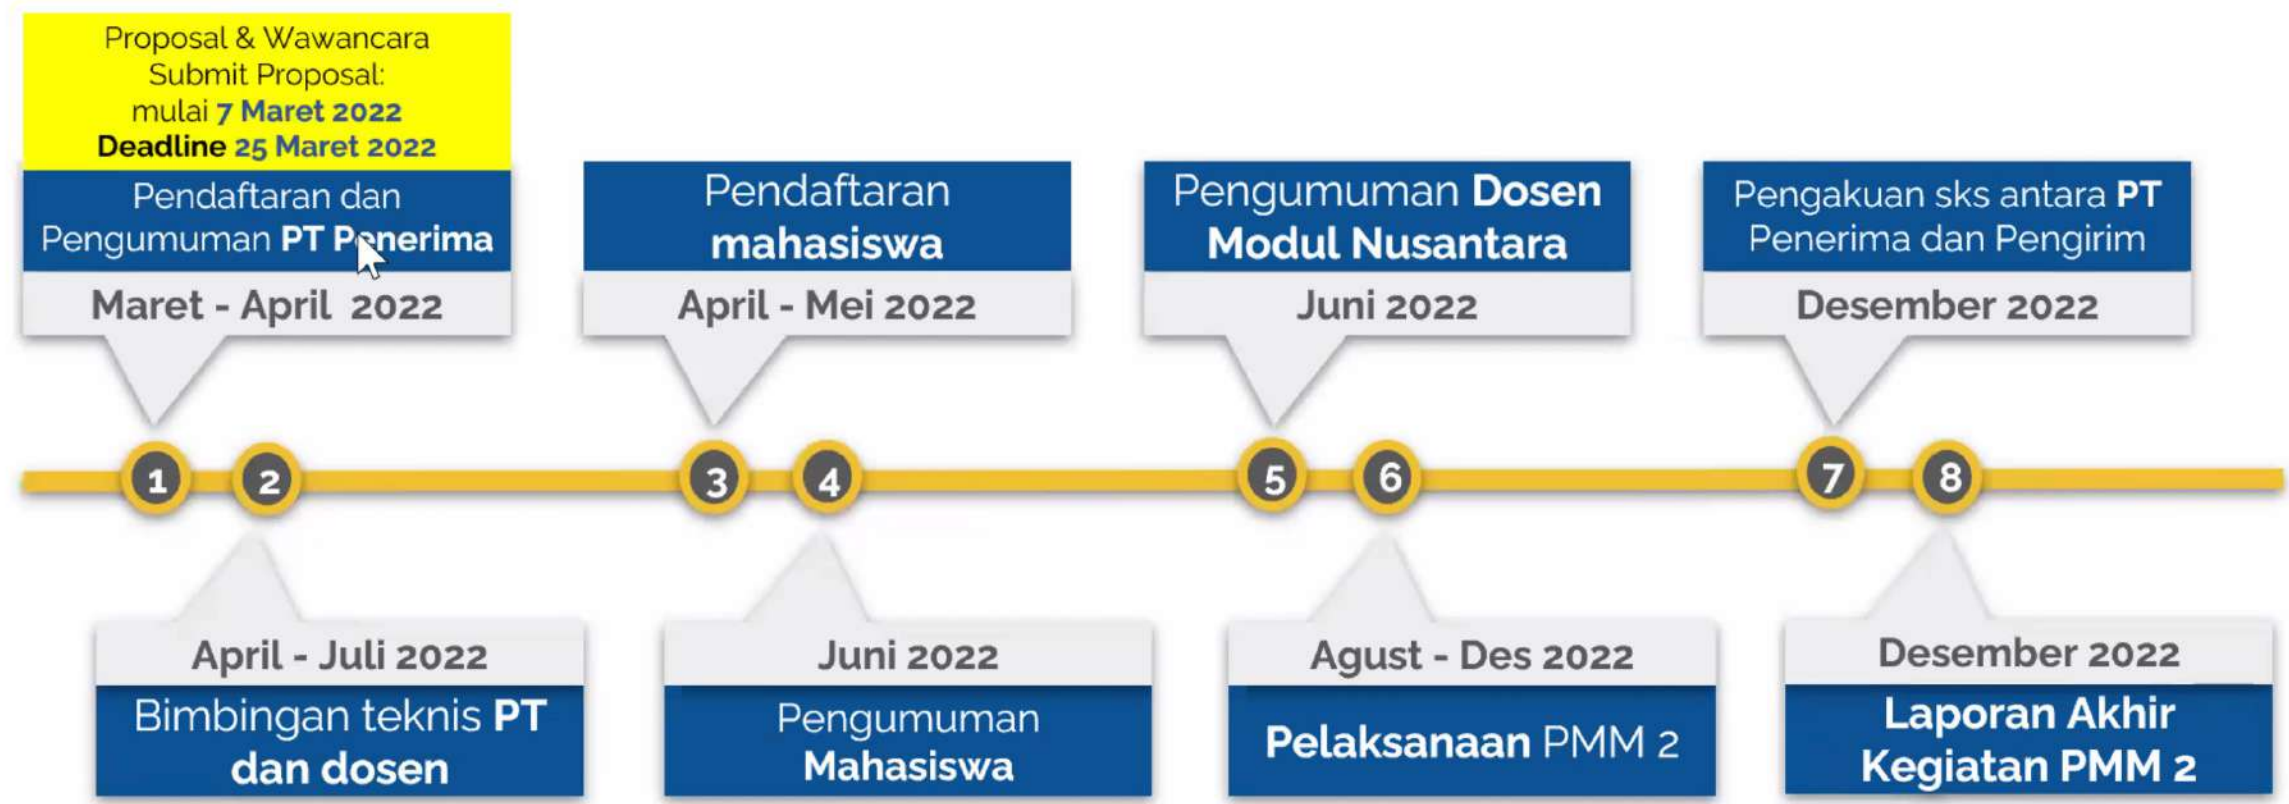 Proposal & Wawancara
Submit Proposal:
mulai 7 Maret 2022
Deadline 25 Maret 2022
Pendaftaran dan
Pengumuman PT Penerima
Maret - April 2022
Pendaftaran
mahasiswa
April - Mei 2022
Pengumuman Dosen
Modul Nusantara
Juni 2022
Pengakuan sks antara PT
Penerima dan Pengirim
Desember 2022
1
2
3
4
5
6
7
8
April - Juli 2022
Bimbingan teknis PT
dan dosen
Juni 2022
Pengumuman
Mahasiswa
Agust - Des 2022
Pelaksanaan PMM 2
Desember 2022
Laporan Akhir
Kegiatan PMM 2